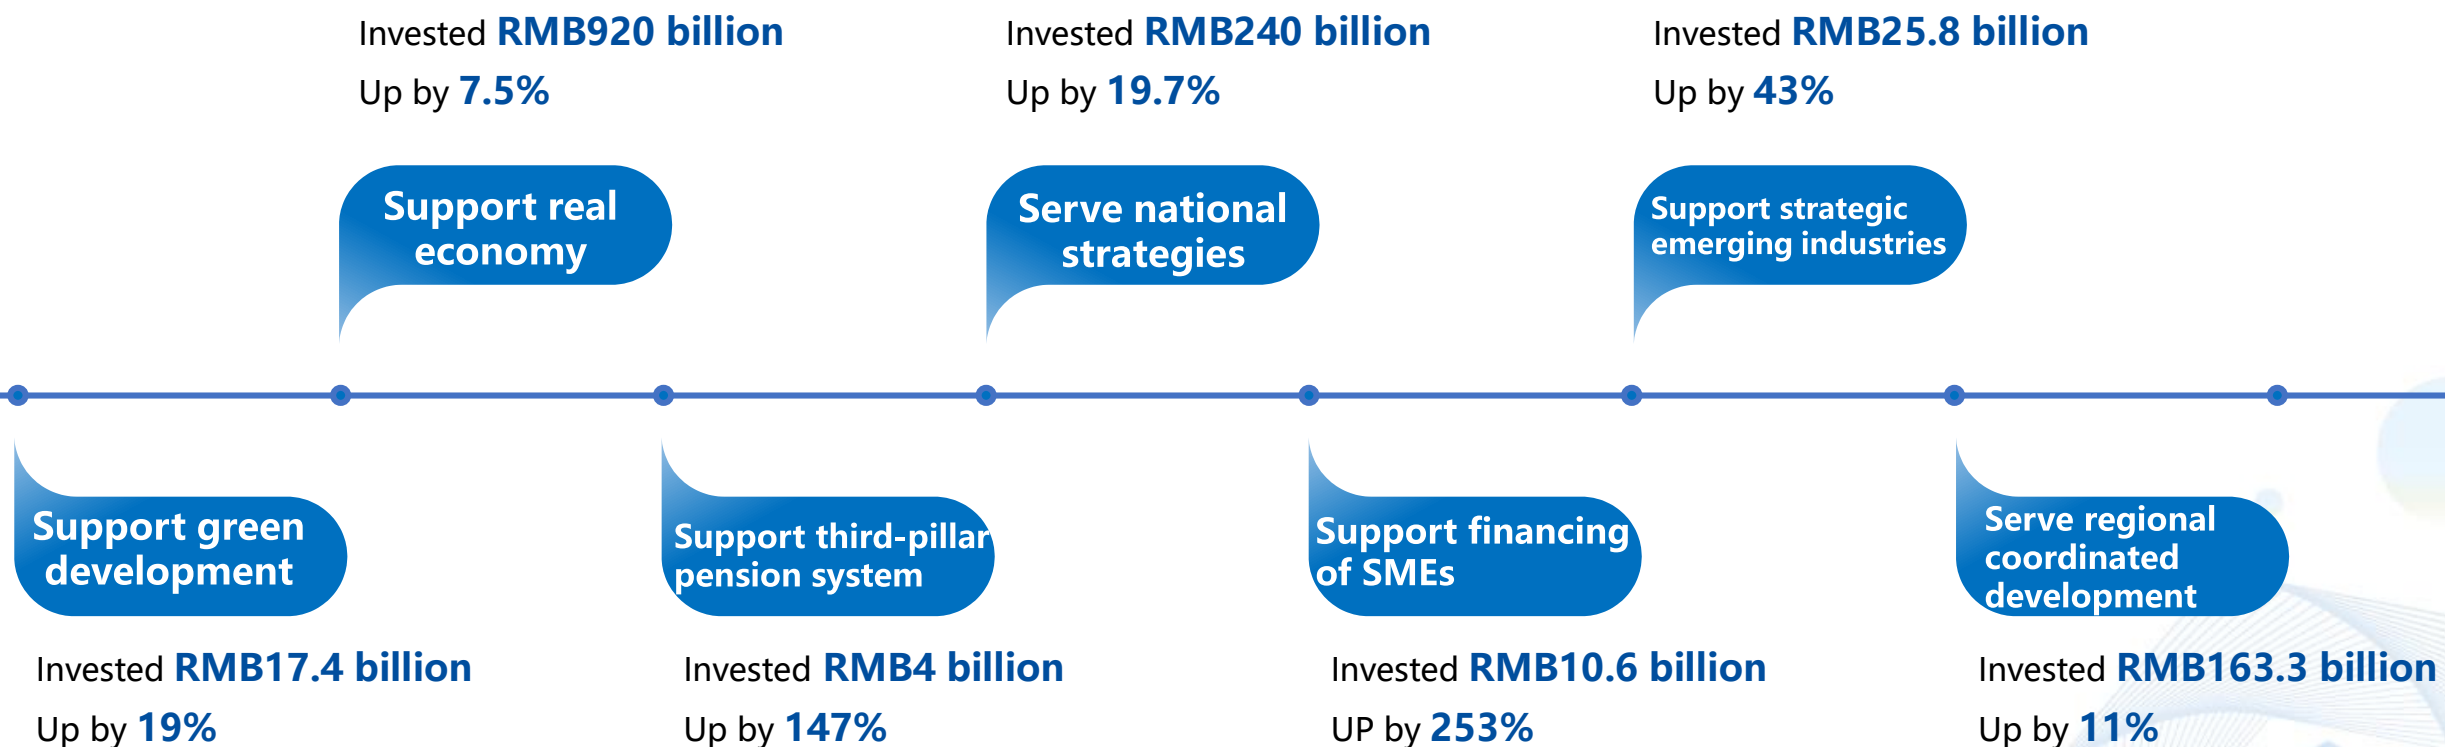 Invested RMB920 billion
Up by 7.5%
Support real
economy
Invested RMB240 billion
Up by 19.7%
Serve national
strategies
Invested RMB25.8 billion
Up by 43%
Support strategic
emerging industries
Support green
development
Invested RMB17.4 billion
Up by 19%
Support third-pillar
pension system
Invested RMB4 billion
Up by 147%
Support financing
of SMEs
Invested RMB10.6 billion
UP by 253%
Serve regional
coordinated
development
Invested RMB163.3 billion
Up by 11%